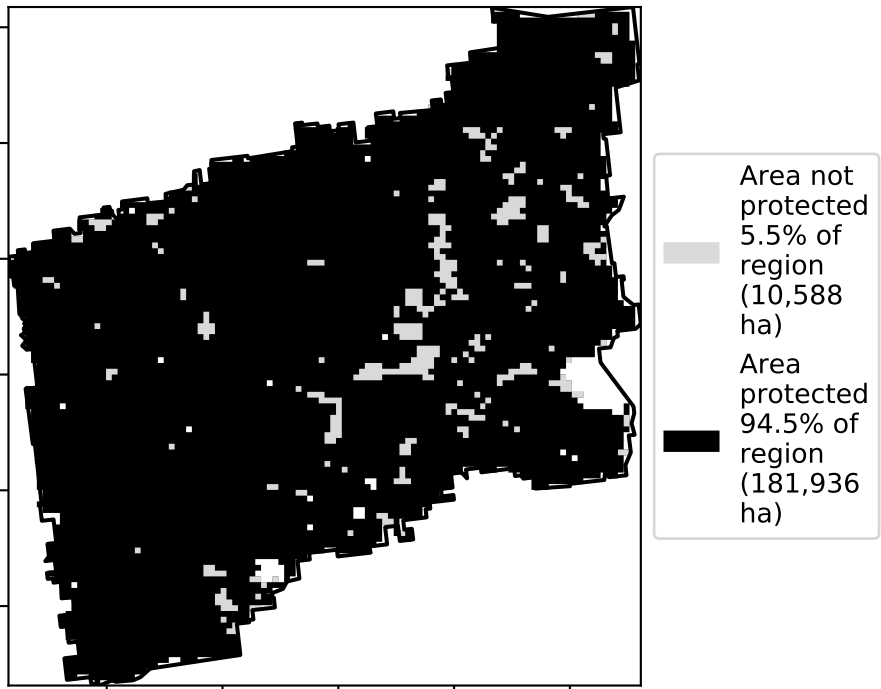 Area not
protected
5.5% of
region
(10,588
ha)
Area
protected
94.5% of
region
(181,936
ha)